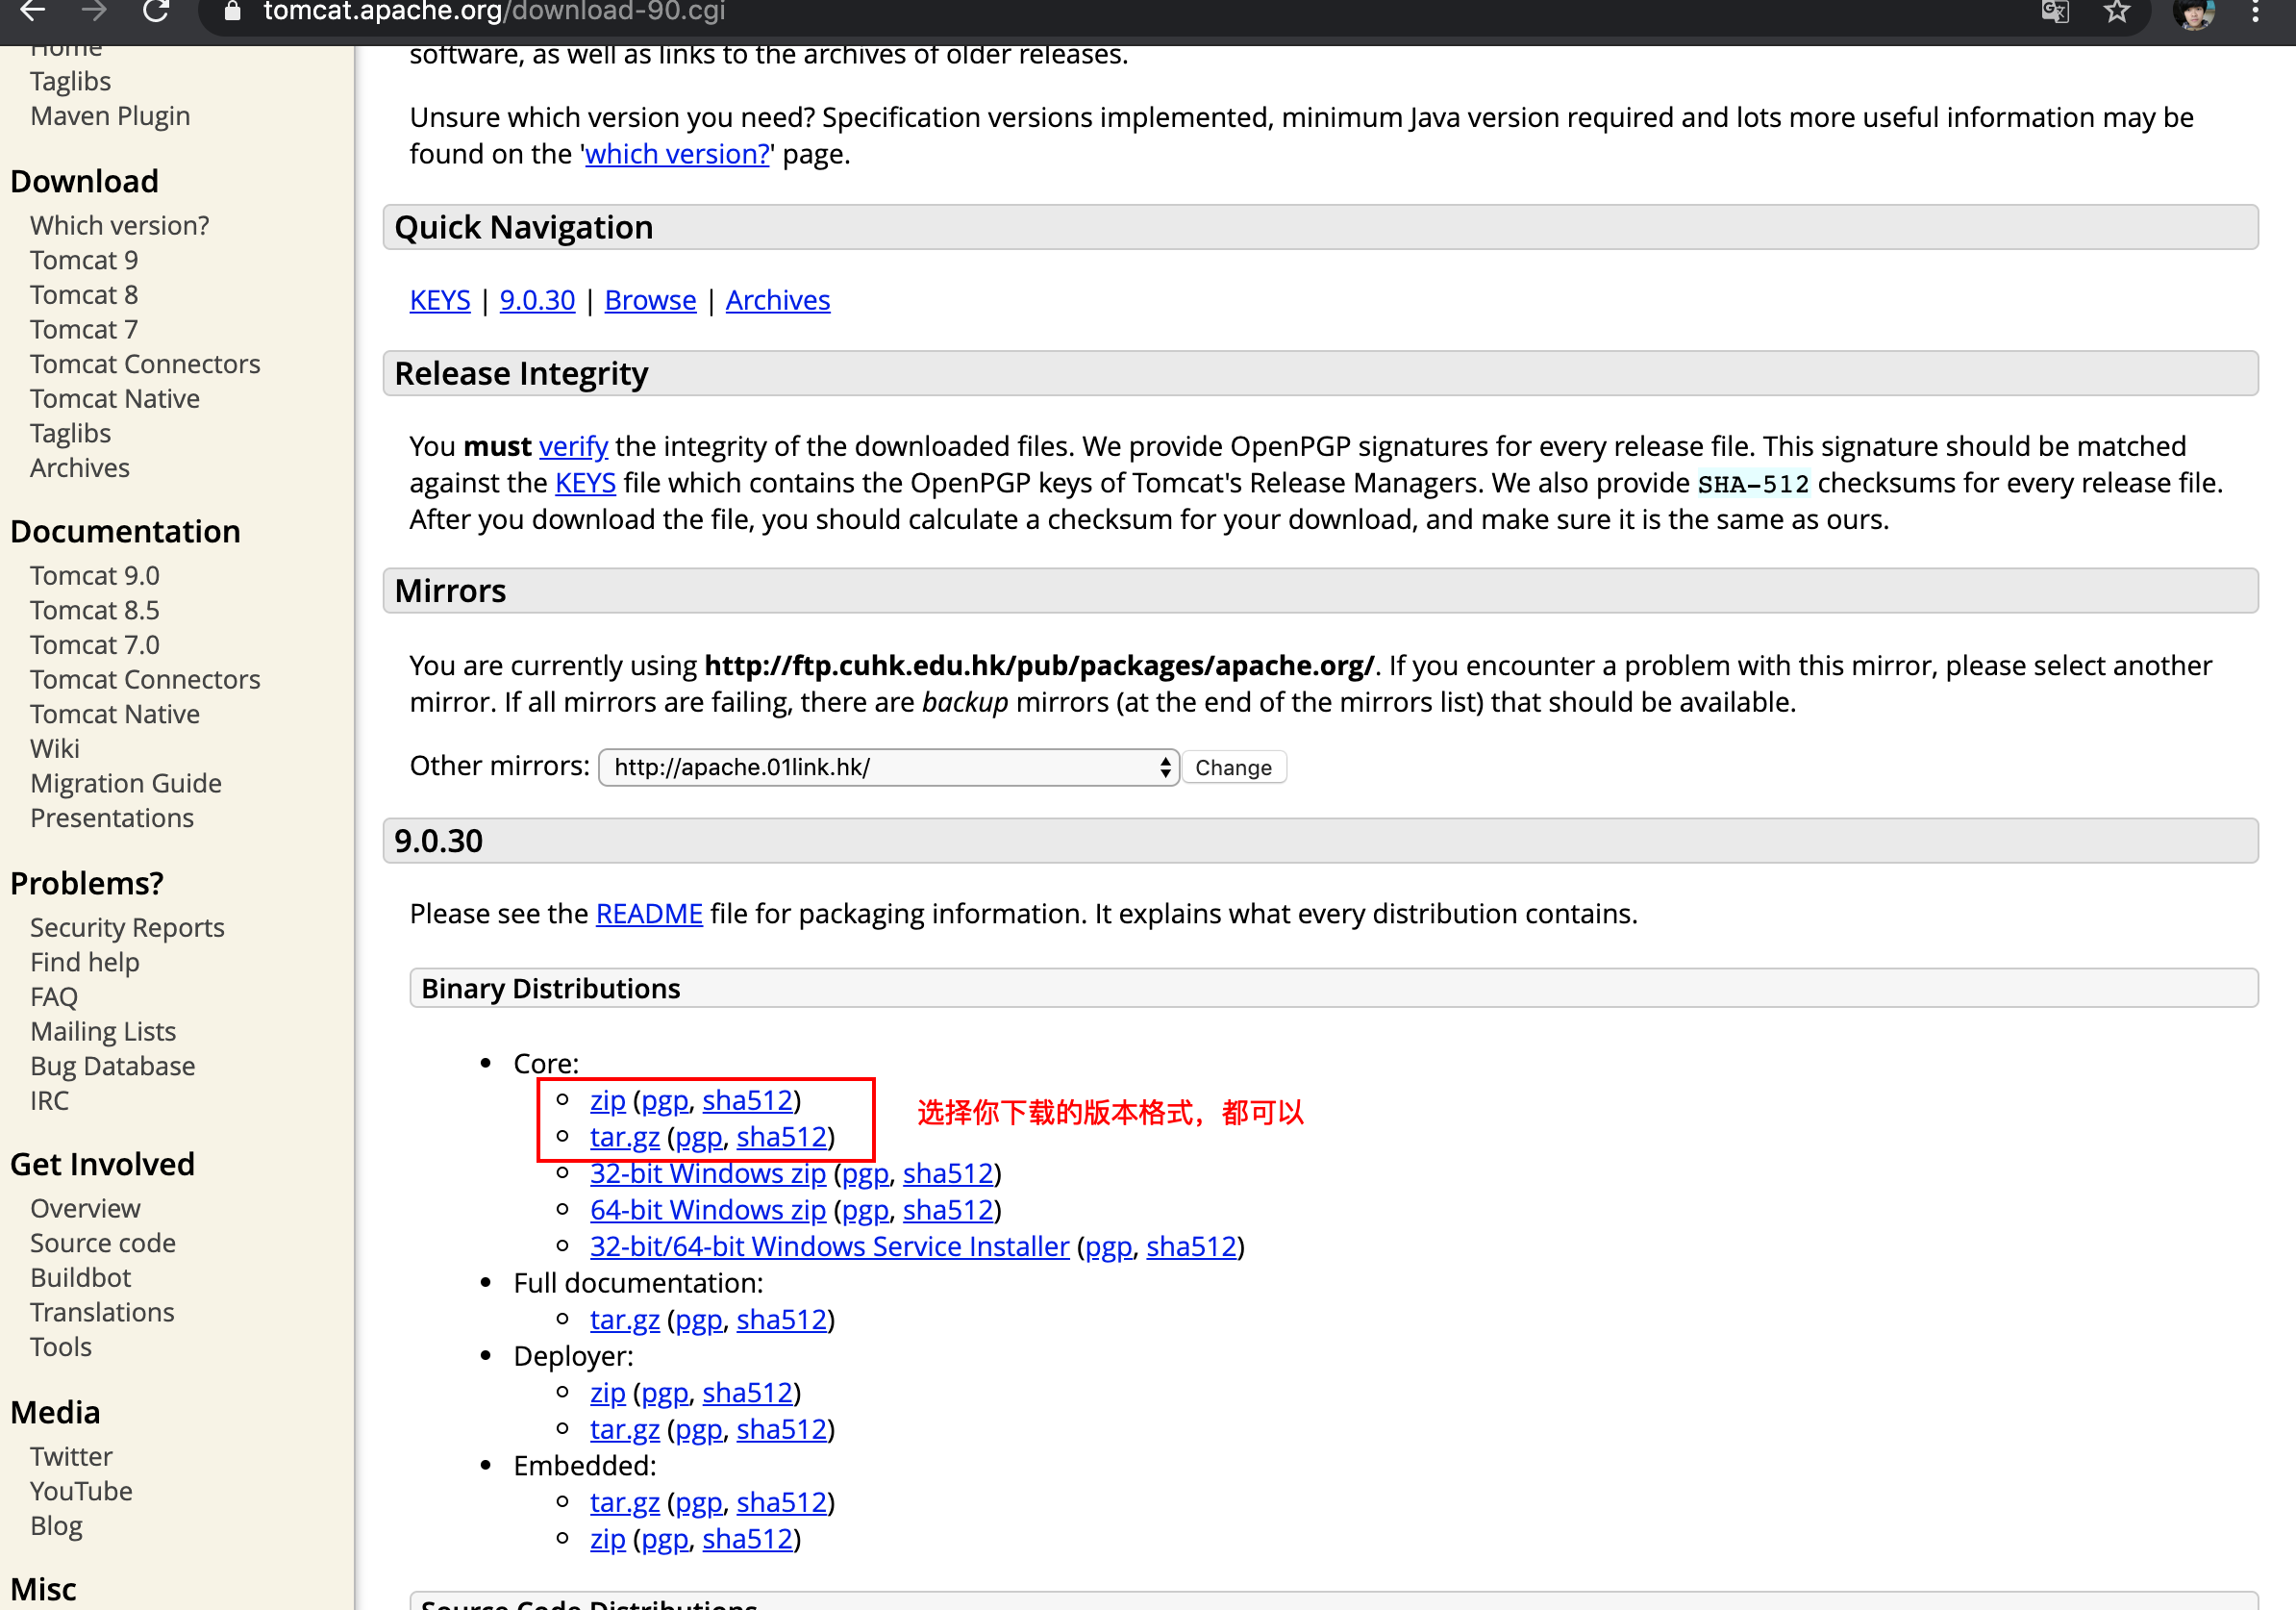 tomcat.apache.org/download-90.cgi
Home
Taglibs
Maven Plugin
Download
Which version?
Tomcat 9
Tomcat 8
Tomcat 7
Tomcat Connectors
Tomcat Native
Taglibs
Archives
Documentation
Tomcat 9.0
Tomcat 8.5
Tomcat 7.0
Tomcat Connectors
Tomcat Native
Wiki
Migration Guide
Presentations
Problems?
Security Reports
Find help
FAQ
Mailing Lists
Bug Database
IRC
Get Involved
Overview
Source code
Buildbot
Translations
Tools
Media
Twitter
YouTube
Blog
Misc
software, as well as links to the archives of older releases.
Unsure which version you need? Specification versions implemented, minimum Java version required and lots more useful information may be
found on the 'which version?' page.
Quick Navigation
KEYS | 9.0.30 | Browse | Archives
Release Integrity
You must verify the integrity of the downloaded files. We provide OpenPGP signatures for every release file. This signature should be matched
against the KEYS file which contains the OpenPGP keys of Tomcat's Release Managers. We also provide SHA-512 checksums for every release file.
After you download the file, you should calculate a checksum for your download, and make sure it is the same as ours.
Mirrors
You are currently using http://ftp.cuhk.edu.hk/pub/packages/apache.org/. If you encounter a problem with this mirror, please select another
mirror. If all mirrors are failing, there are backup mirrors (at the end of the mirrors list) that should be available.
Other mirrors: http://apache.01link.hk/ Change
9.0.30
Please see the README file for packaging information. It explains what every distribution contains.
Binary Distributions
Core:
zip (pgp, sha512)
选择你下载的版本格式，都可以
tar.gz (pgp, sha512)
32-bit Windows zip (pgp, sha512)
64-bit Windows zip (pgp, sha512)
32-bit/64-bit Windows Service Installer (pgp, sha512)
Full documentation:
tar.gz (pgp, sha512)
Deployer:
zip (pgp, sha512)
tar.gz (pgp, sha512)
Embedded:
tar.gz (pgp, sha512)
zip (pgp, sha512)
Source Code Distributions